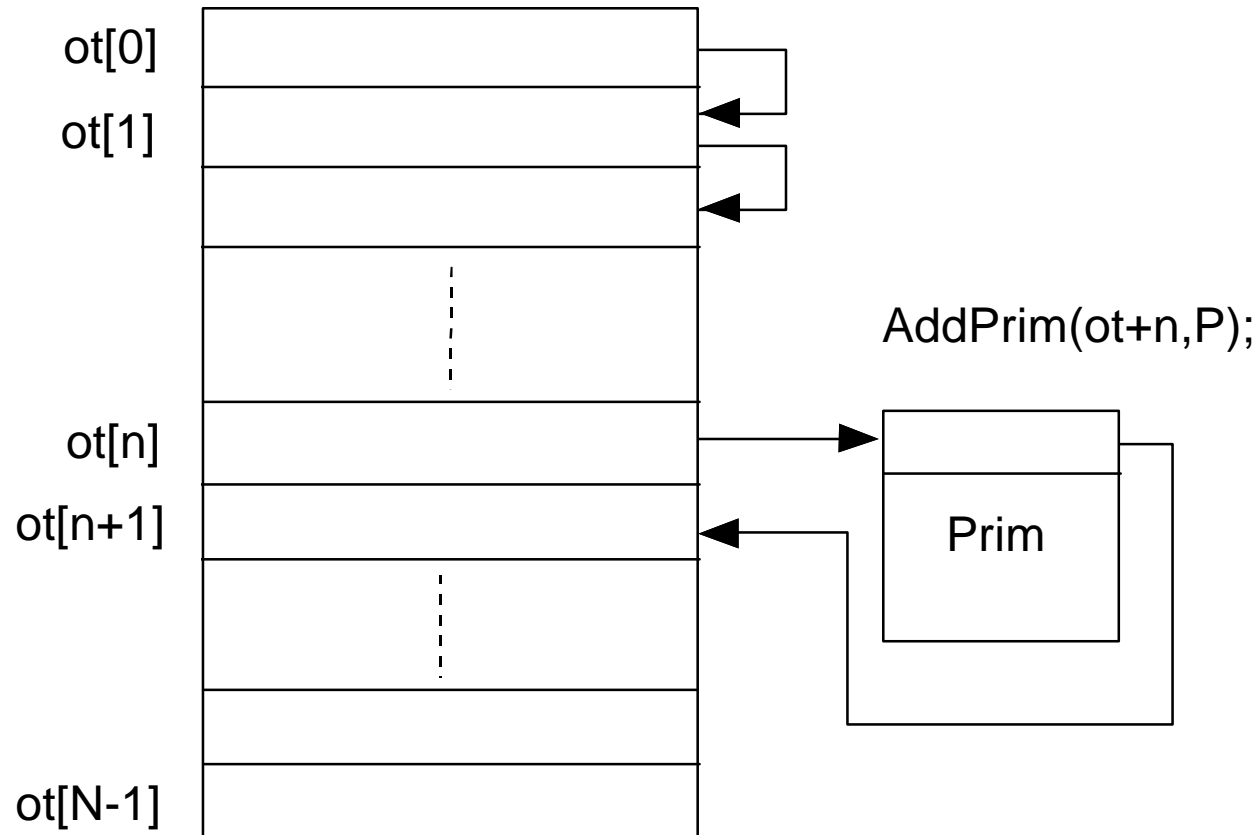 ot[0]
ot[1]
AddPrim(ot+n,P);
ot[n]
ot[n+1]
Prim
ot[N-1]